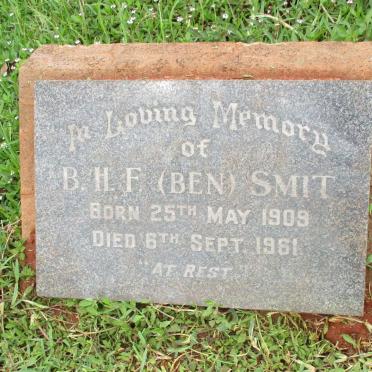 In Loving Memory
of
B.H.F. (BEN) SMIT
BORN 25TH MAY 1909
DIED 6TH SEPT. 1961
"AT REST"